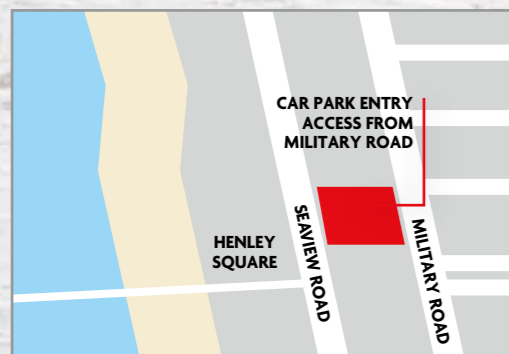 CAR PARK ENTRY
ACCESS FROM
MILITARY ROAD
SEAVIEW ROAD
MILITARY ROAD
HENLEY
SQUARE